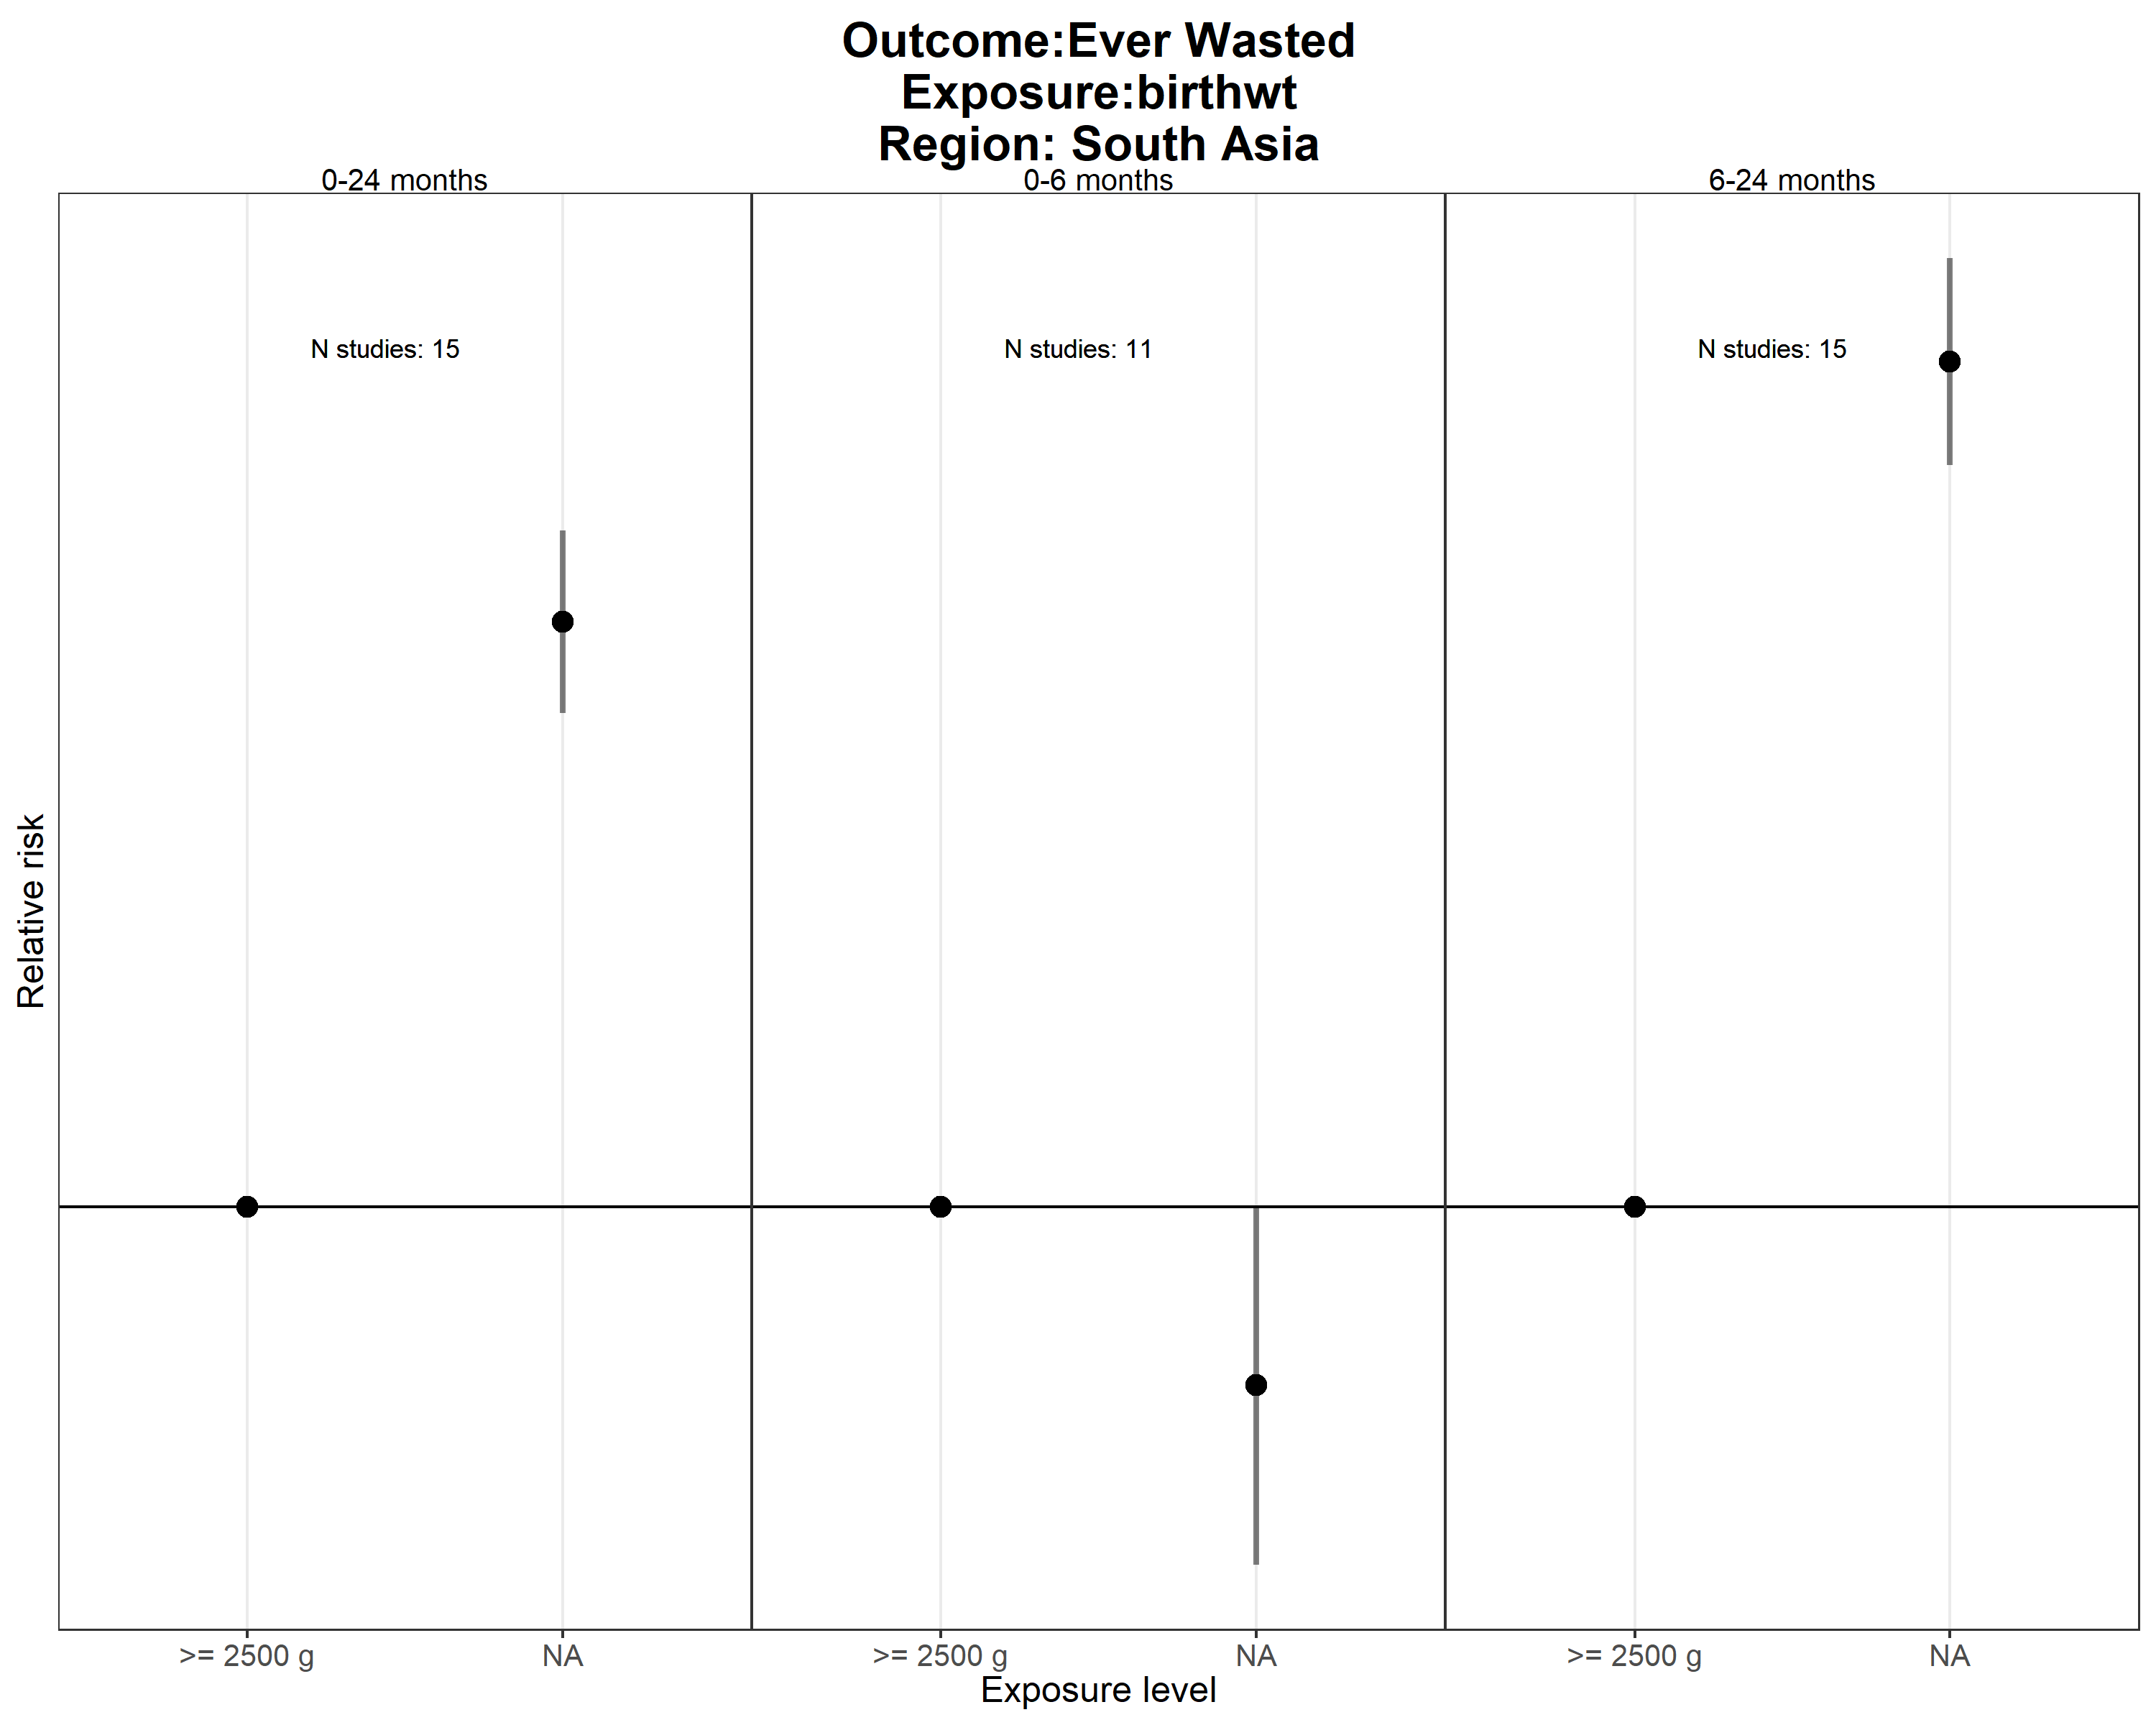 Outcome:Ever Wasted
Exposure:birthwt
Region: South Asia
0-24 months
0-6 months
6-24 months
N studies: 15
N studies: 11
N studies: 15
Relative risk
>= 2500 g
NA
>= 2500 g
NA
>= 2500 g
NA
Exposure level